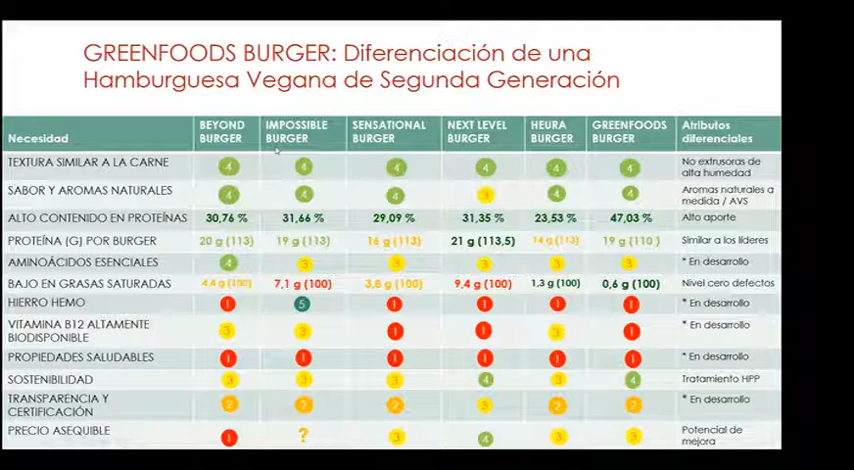 GREENFOODS BURGER: Diferenciación de una
Hamburguesa Vegana de Segunda Generación
Necesidad BEYOND BURGER IMPOSSIBLE BURGER SENSATIONAL BURGER NEXT LEVEL BURGER HEURA BURGER GREENFOODS BURGER Atributos diferenciales
TEXTURA SIMILAR A LA CARNE 4 4 4 4 4 4 No extrusoras de alta humedad
SABOR Y AROMAS NATURALES 4 4 4 3 4 4 Aromas naturales a medida / AVS
ALTO CONTENIDO EN PROTEÍNAS 30,76 % 31,66 % 29,09 % 31,35 % 23,53 % 47,03 % Alto aporte
PROTEÍNA (G) POR BURGER 20 g (113) 19 g (113) 16 g (113) 21 g (113,5) 14 g (113) 19 g (110) Similar a los líderes
AMINOÁCIDOS ESENCIALES 4 3 3 3 3 3 * En desarrollo
BAJO EN GRASAS SATURADAS 4,4 g (100) 7,1 g (100) 3,8 g (100) 9,4 g (100) 1,3 g (100) 0,6 g (100) Nivel cero defectos
HIERRO HEMO 1 5 1 1 1 1 * En desarrollo
VITAMINA B12 ALTAMENTE BIODISPONIBLE 3 3 1 1 3 1 * En desarrollo
PROPIEDADES SALUDABLES 1 1 1 1 1 1 * En desarrollo
SOSTENIBILIDAD 3 3 3 4 3 4 Tratamiento HPP
TRANSPARENCIA Y CERTIFICACIÓN 2 2 2 3 2 2 * En desarrollo
PRECIO ASEQUIBLE 1 ? 3 4 3 3 Potencial de mejora